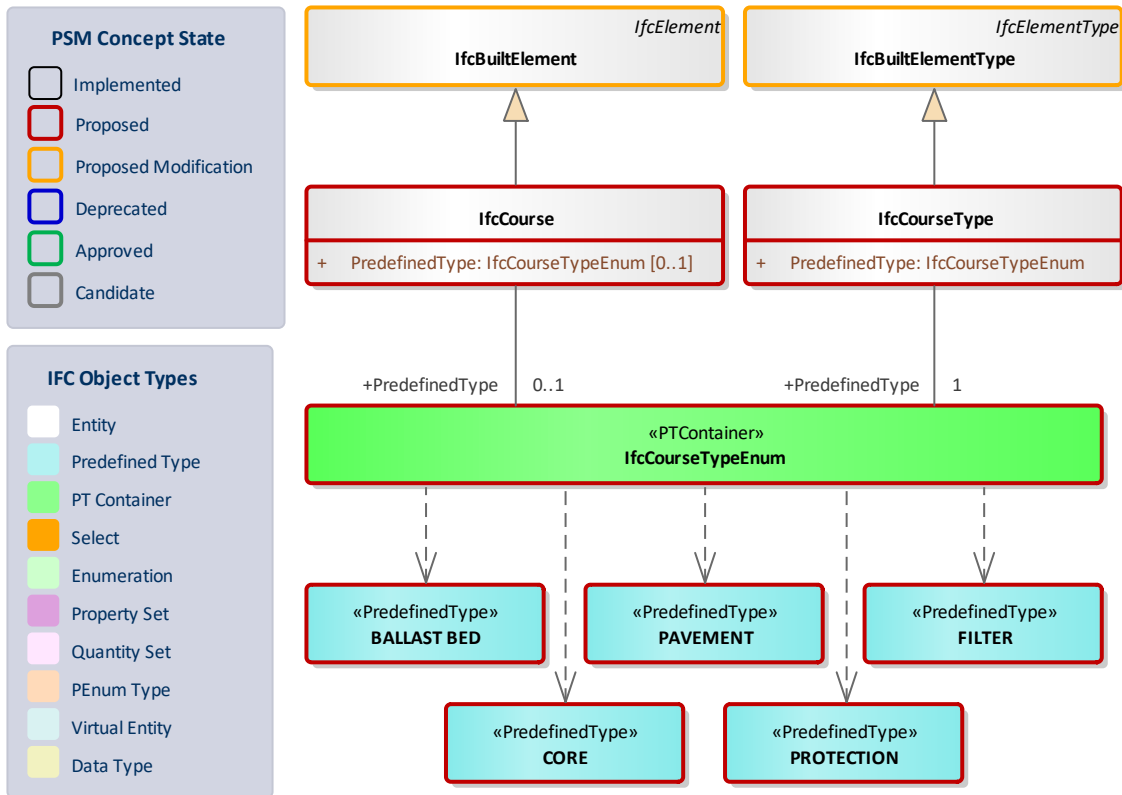 PSM Concept State
Implemented
Proposed
Proposed Modification
Deprecated
Approved
Candidate
IFC Object Types
Entity
Predefined Type
PT Container
Select
Enumeration
Property Set
Quantity Set
PEnum Type
Virtual Entity
Data Type
IfcElement
IfcBuiltElement
IfcElementType
IfcBuiltElementType
IfcCourse
+ PredefinedType: IfcCourseTypeEnum [0..1]
IfcCourseType
+ PredefinedType: IfcCourseTypeEnum
+PredefinedType 0..1
+PredefinedType 1
«PTContainer»
IfcCourseTypeEnum
«PredefinedType»
BALLAST BED
«PredefinedType»
PAVEMENT
«PredefinedType»
FILTER
«PredefinedType»
CORE
«PredefinedType»
PROTECTION